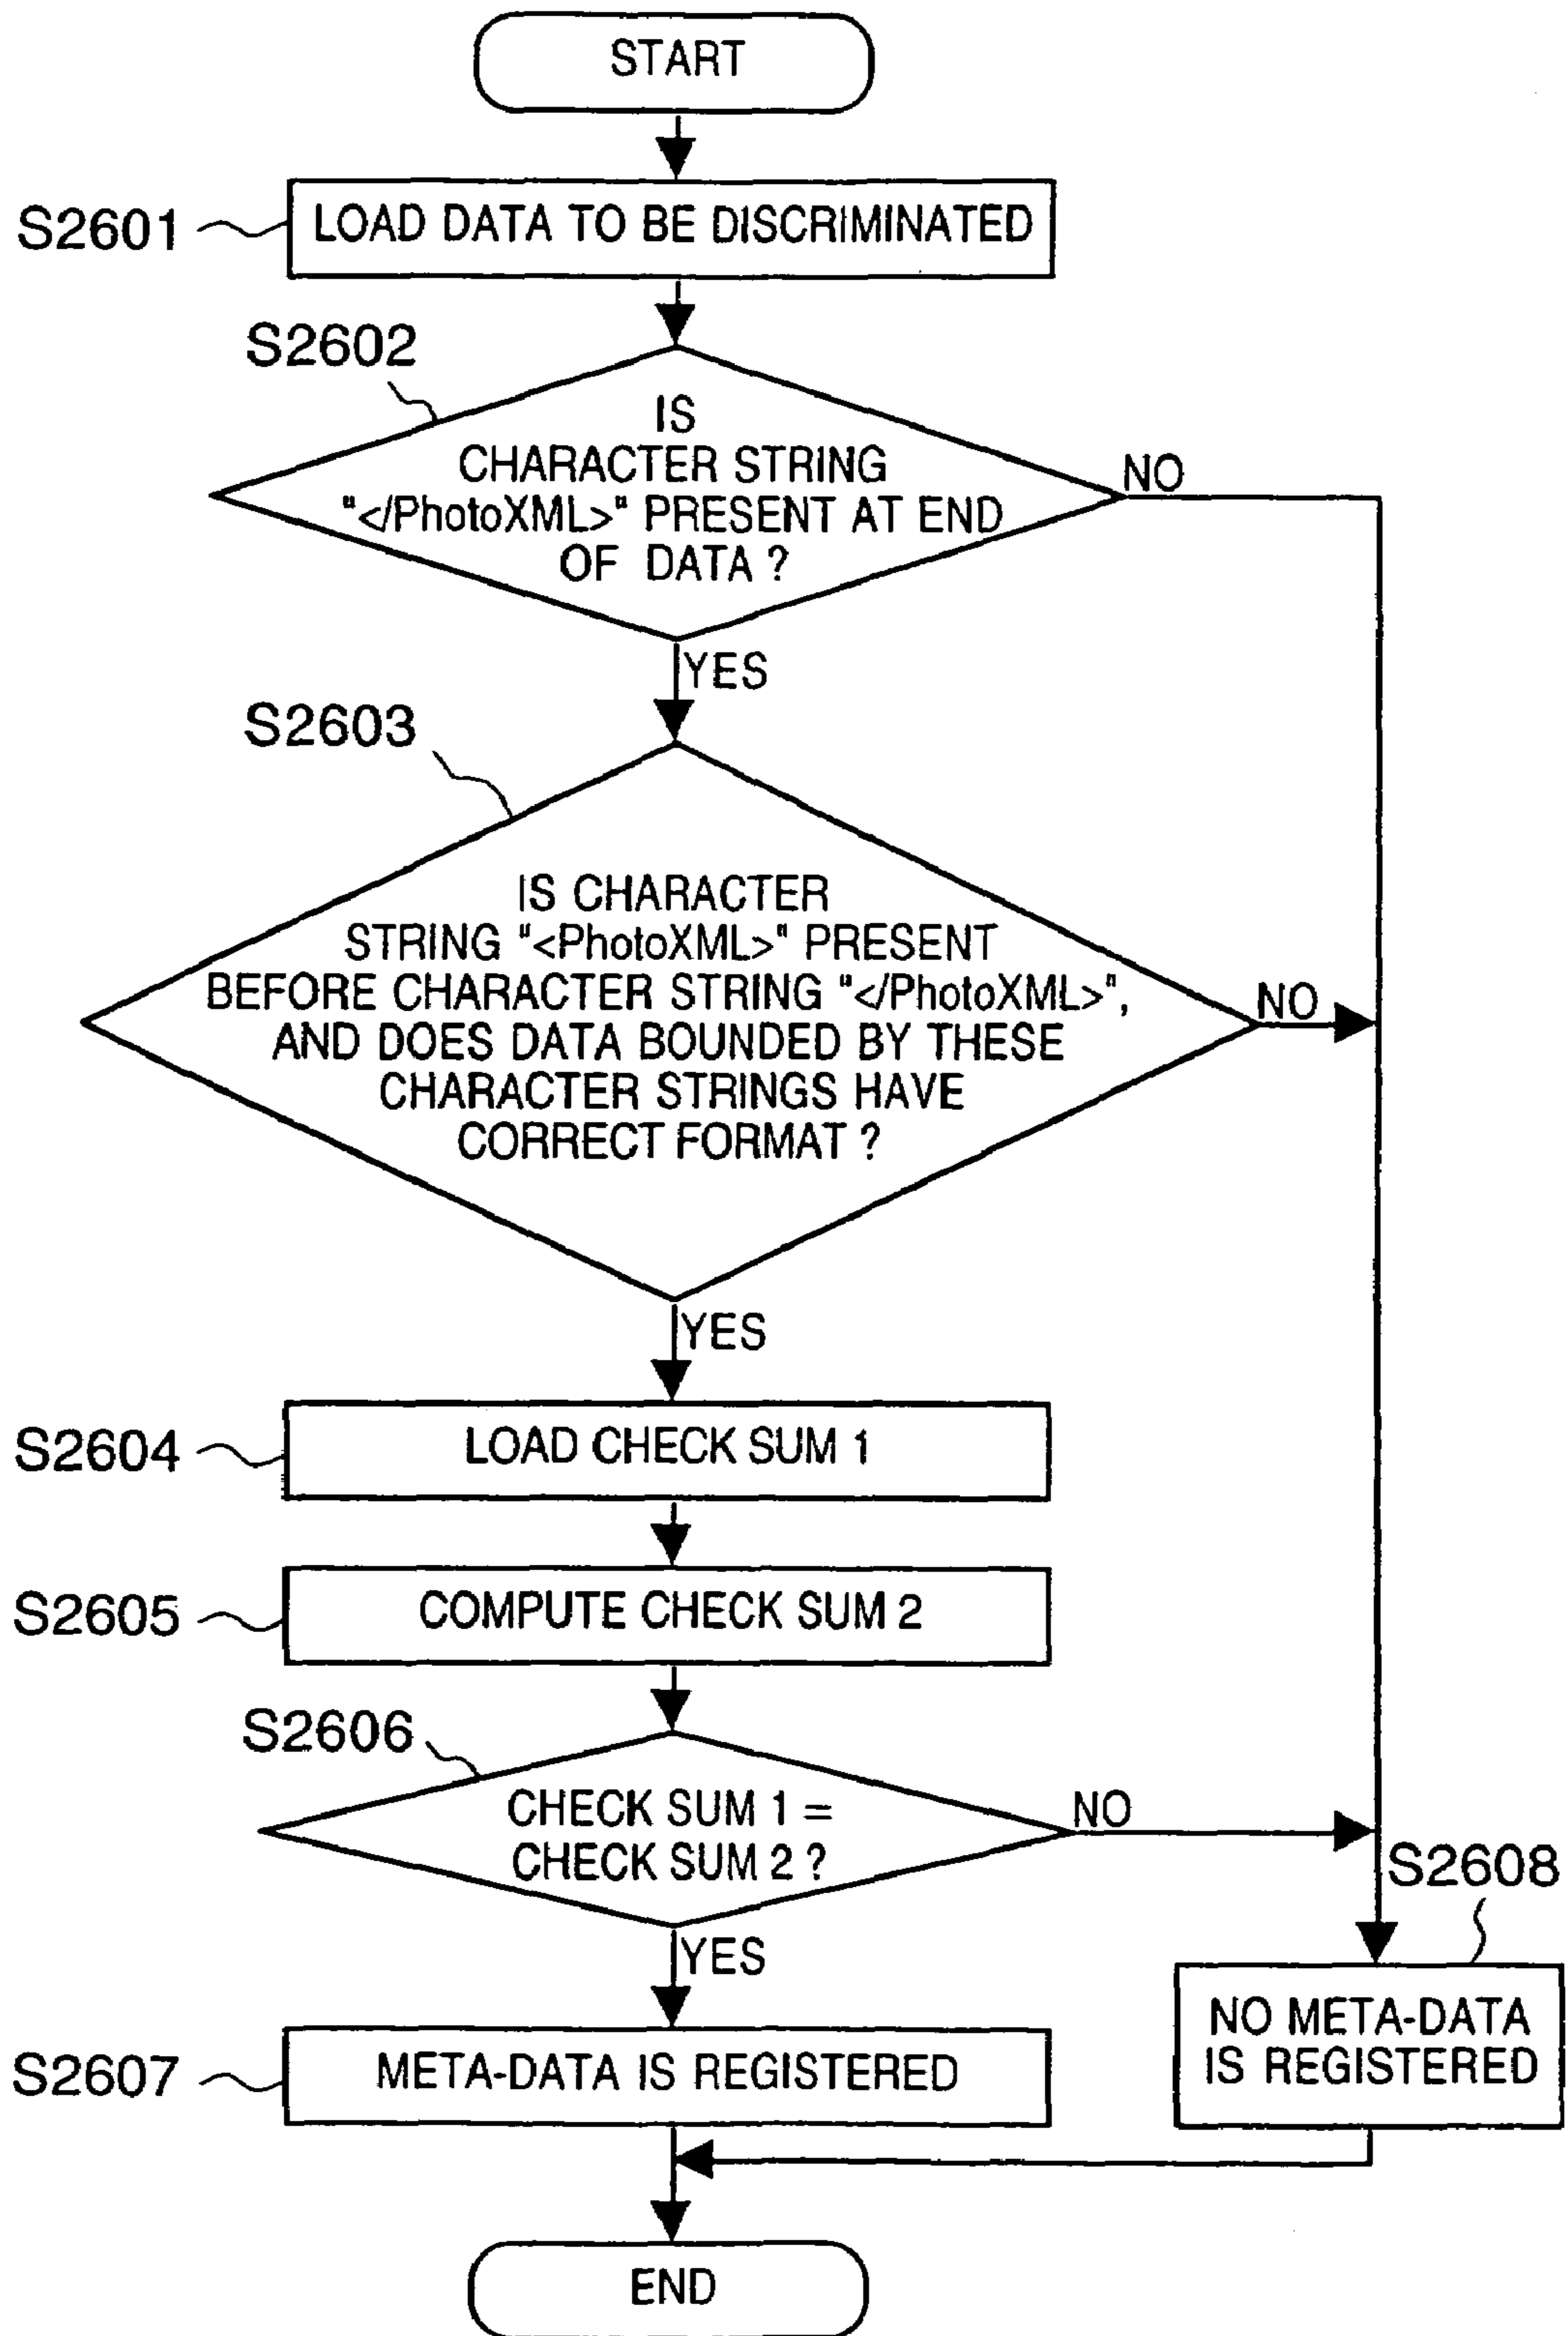 START
S2601
LOAD DATA TO BE DISCRIMINATED
S2602
IS
CHARACTER STRING
"</PhotoXML>" PRESENT AT END
OF DATA ?
NO
YES
S2603
IS CHARACTER
STRING "<PhotoXML>" PRESENT
BEFORE CHARACTER STRING "</PhotoXML>",
AND DOES DATA BOUNDED BY THESE
CHARACTER STRINGS HAVE
CORRECT FORMAT ?
NO
YES
S2604
LOAD CHECK SUM 1
S2605
COMPUTE CHECK SUM 2
S2606
CHECK SUM 1 =
CHECK SUM 2 ?
NO
YES
S2607
META-DATA IS REGISTERED
S2608
NO META-DATA
IS REGISTERED
END